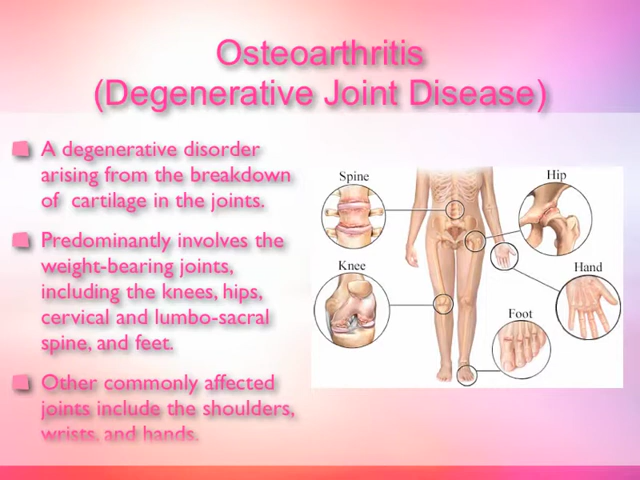 Osteoarthritis
(Degenerative Joint Disease)
A degenerative disorder
arising from the breakdown
of cartilage in the joints.
Predominantly involves the
weight-bearing joints,
including the knees, hips,
cervical and lumbo-sacral
spine, and feet.
Other commonly affected
joints include the shoulders,
wrists, and hands.
Spine
Hip
Knee
Hand
Foot